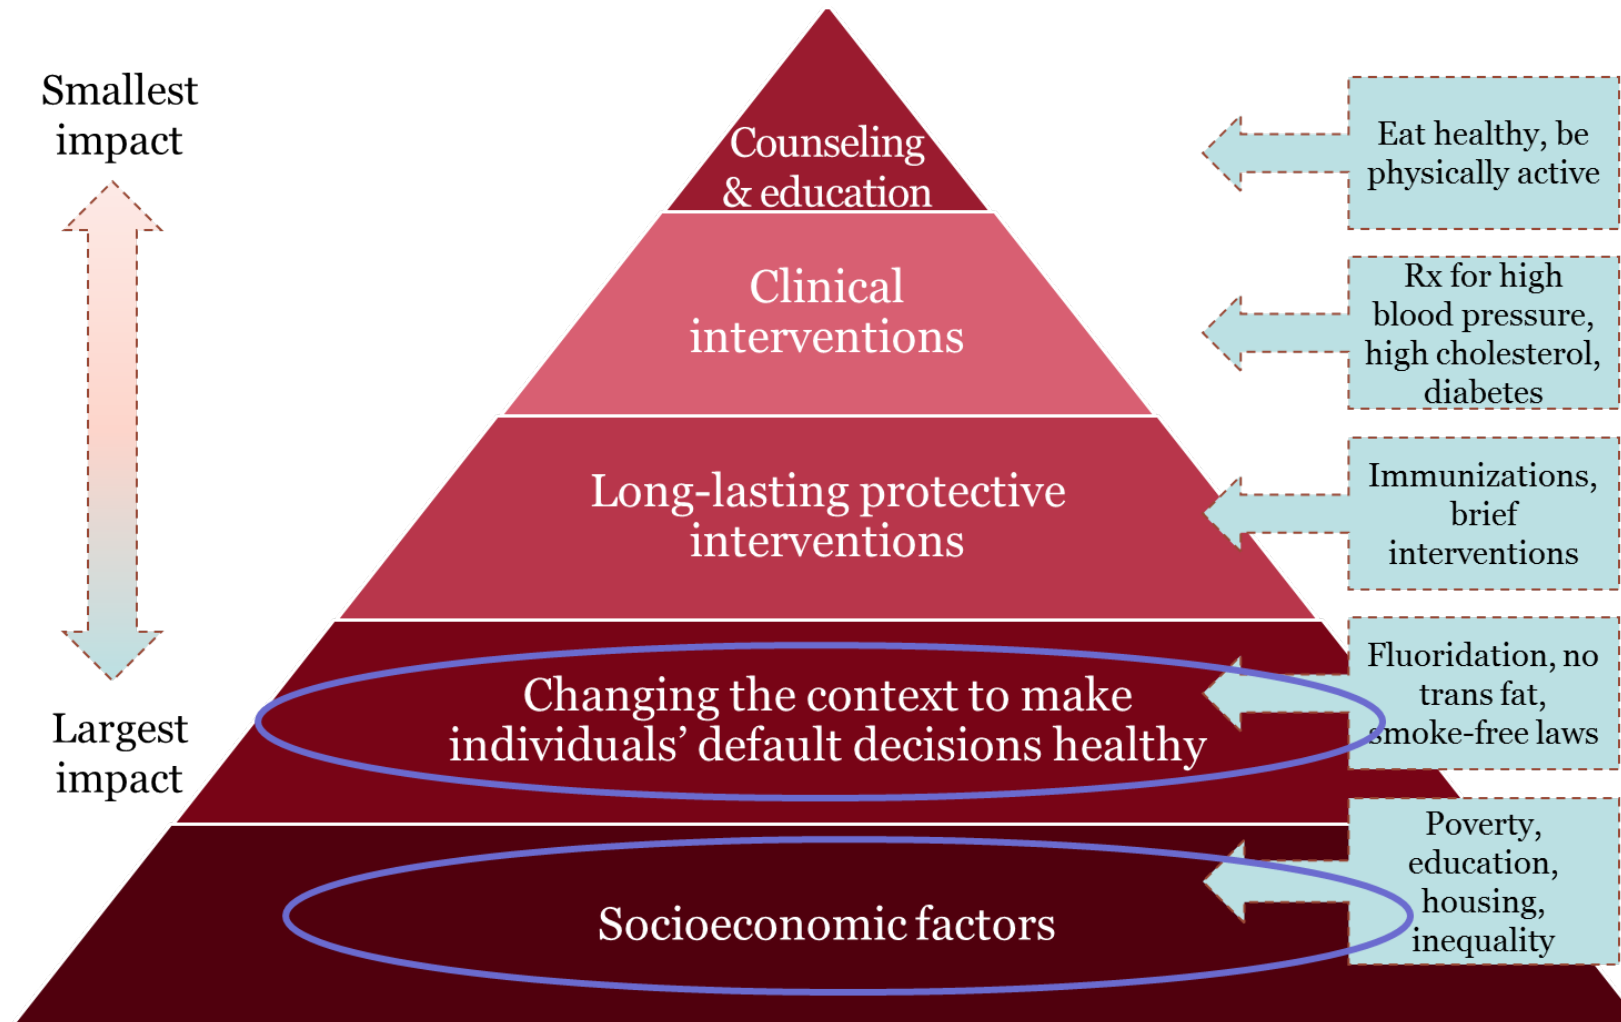 Smallest
impact
Largest
impact
Counseling
& education
Clinical
interventions
Long-lasting protective
interventions
Changing the context to make
individuals’ default decisions healthy
Socioeconomic factors
Eat healthy, be
physically active
Rx for high
blood pressure,
high cholesterol,
diabetes
Immunizations,
brief
interventions
Fluoridation, no
trans fat,
smoke-free laws
Poverty,
education,
housing,
inequality